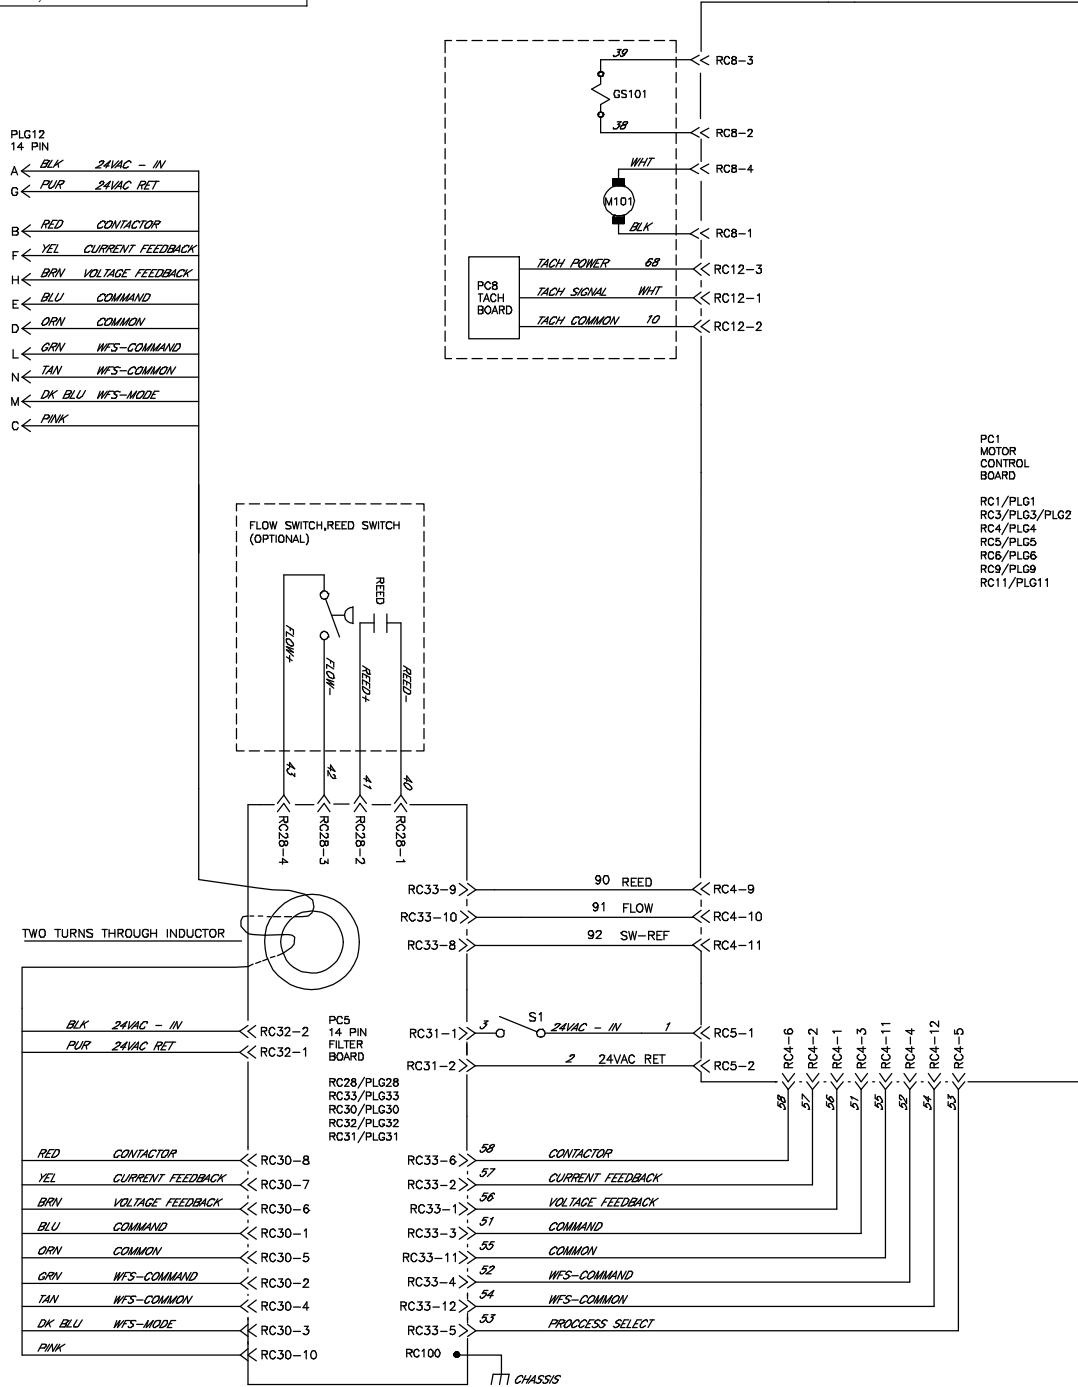 39
RC8-3
GS101
38
RC8-2
WHT
RC8-4
M101
BLK
RC8-1
PC8
TACH
BOARD
TACH POWER 68
RC12-3
TACH SIGNAL WHT
RC12-1
TACH COMMON 10
RC12-2
PLG12
14 PIN
A BLK 24VAC - IN
G PUR 24VAC RET
B RED CONTACTOR
F YEL CURRENT FEEDBACK
H BRN VOLTAGE FEEDBACK
E BLU COMMAND
D ORN COMMON
L GRN WFS-COMMAND
N TAN WFS-COMMON
M DK BLU WFS-MODE
C PINK
PC1
MOTOR
CONTROL
BOARD
RC1/PLG1
RC3/PLG3/PLG2
RC4/PLG4
RC5/PLG5
RC6/PLG6
RC9/PLG9
RC11/PLG11
FLOW SWITCH,REED SWITCH
(OPTIONAL)
REED
FLOW+
FLOW-
REED+
REED-
43
42
41
40
RC28-4
RC28-3
RC28-2
RC28-1
RC33-9 90 REED RC4-9
RC33-10 91 FLOW RC4-10
RC33-8 92 SW-REF RC4-11
TWO TURNS THROUGH INDUCTOR
BLK 24VAC - IN RC32-2
PUR 24VAC RET RC32-1
PC5
14 PIN
FILTER
BOARD
RC28/PLG28
RC33/PLG33
RC30/PLG30
RC32/PLG32
RC31/PLG31
S1
RC31-1 3 24VAC - IN 1 RC5-1
RC31-2 2 24VAC RET RC5-2
RC4-6
RC4-2
RC4-1
RC4-3
RC4-11
RC4-4
RC4-12
RC4-5
58
57
56
51
55
52
54
53
RED CONTACTOR RC30-8
YEL CURRENT FEEDBACK RC30-7
BRN VOLTAGE FEEDBACK RC30-6
BLU COMMAND RC30-1
ORN COMMON RC30-5
GRN WFS-COMMAND RC30-2
TAN WFS-COMMON RC30-4
DK BLU WFS-MODE RC30-3
PINK RC30-10
RC33-6 58 CONTACTOR
RC33-2 57 CURRENT FEEDBACK
RC33-1 56 VOLTAGE FEEDBACK
RC33-3 51 COMMAND
RC33-11 55 COMMON
RC33-4 52 WFS-COMMAND
RC33-12 54 WFS-COMMON
RC33-5 53 PROCCESS SELECT
RC100
CHASSIS